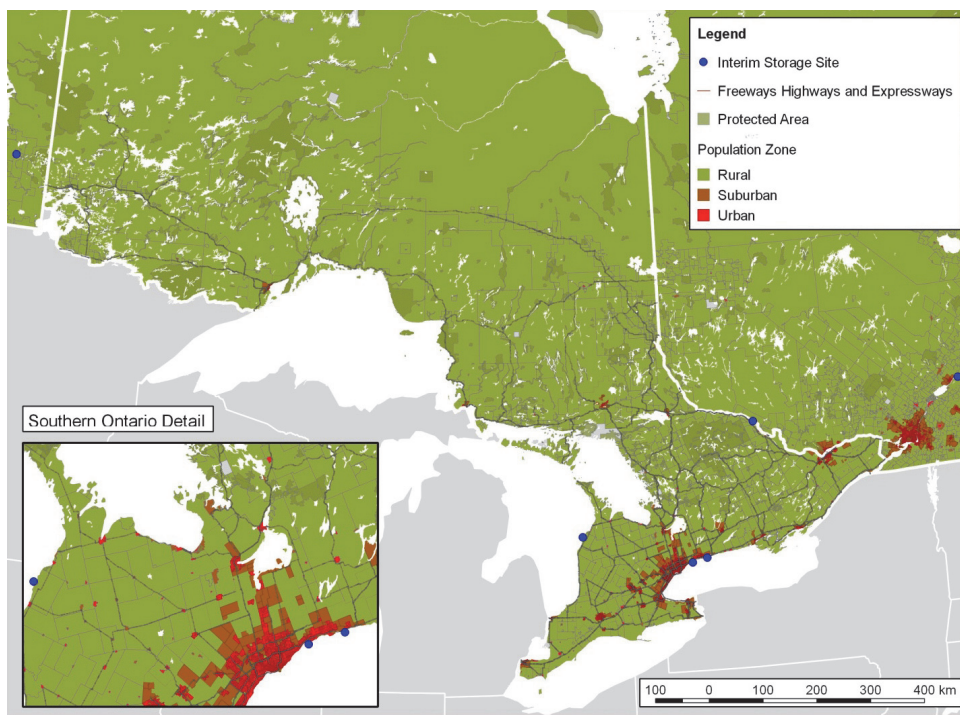 Legend
Interim Storage Site
Freeways Highways and Expressways
Protected Area
Population Zone
Rural
Suburban
Urban
Southern Ontario Detail
100 0 100 200 300 400 km